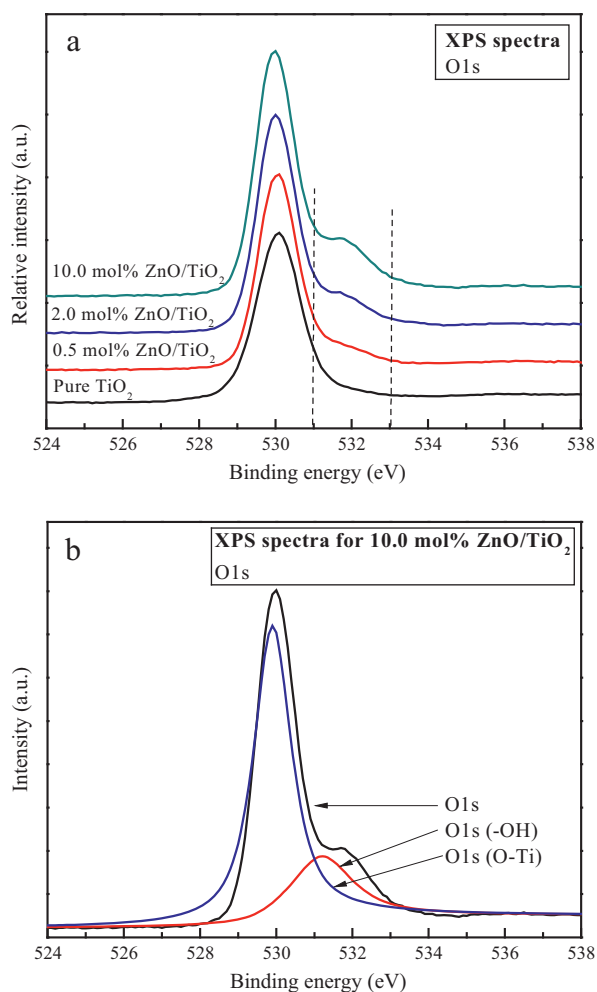 a
XPS spectra
O1s
Relative intensity (a.u.)
10.0 mol% ZnO/TiO₂
2.0 mol% ZnO/TiO₂
0.5 mol% ZnO/TiO₂
Pure TiO₂
524 526 528 530 532 534 536 538
Binding energy (eV)
b
XPS spectra for 10.0 mol% ZnO/TiO₂
O1s
Intensity (a.u.)
O1s
O1s (-OH)
O1s (O-Ti)
524 526 528 530 532 534 536 538
Binding energy (eV)